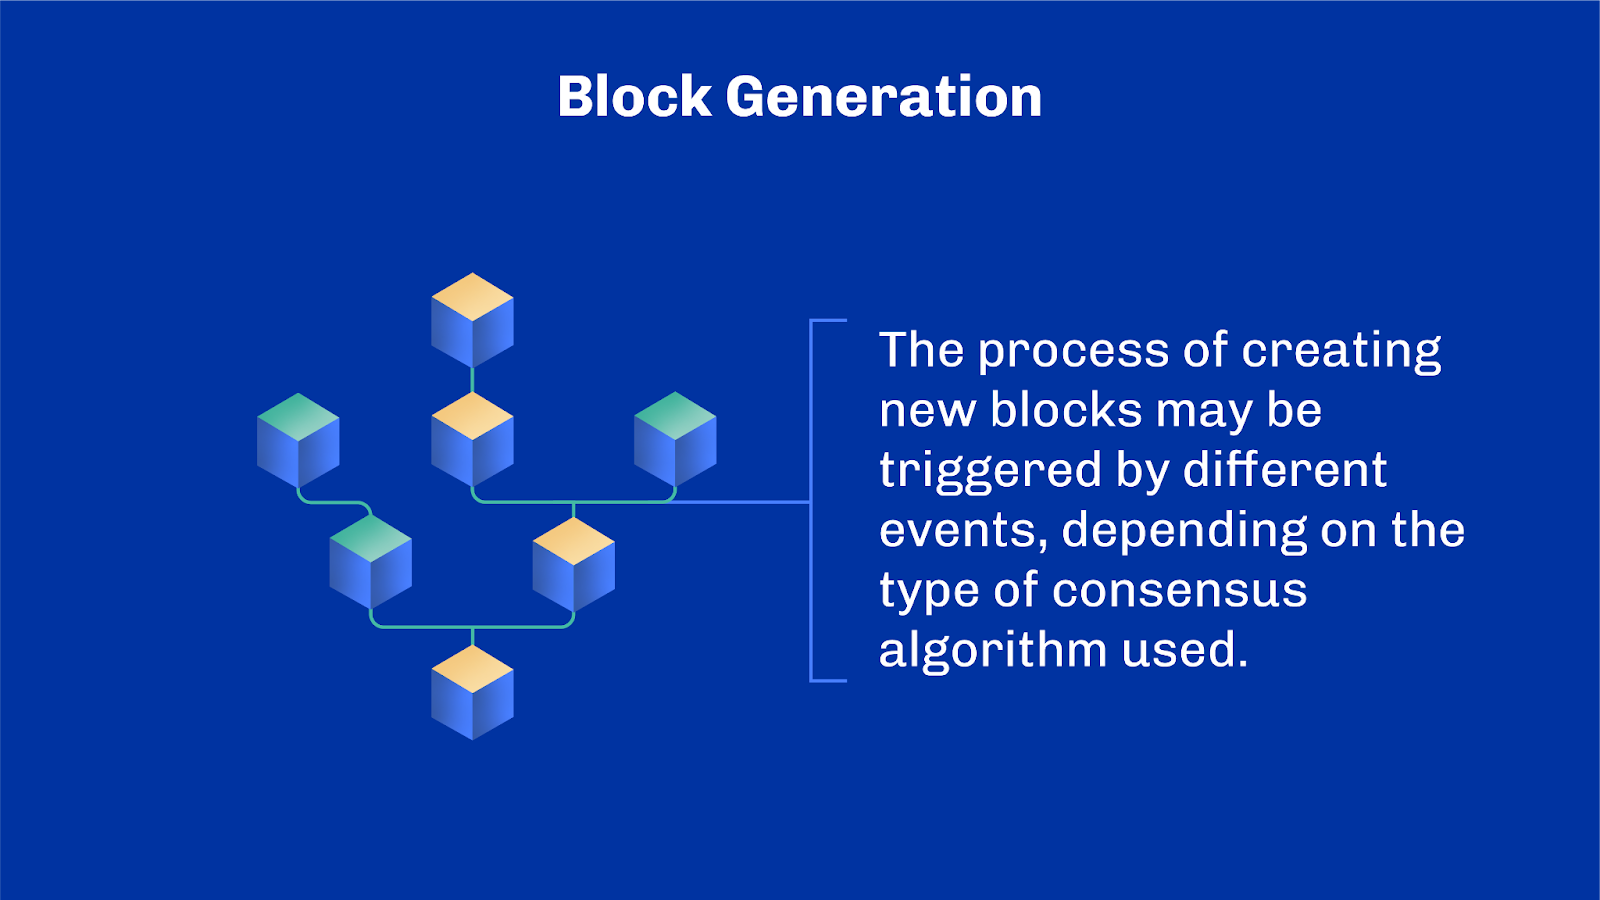 Block Generation
The process of creating
new blocks may be
triggered by different
events, depending on the
type of consensus
algorithm used.